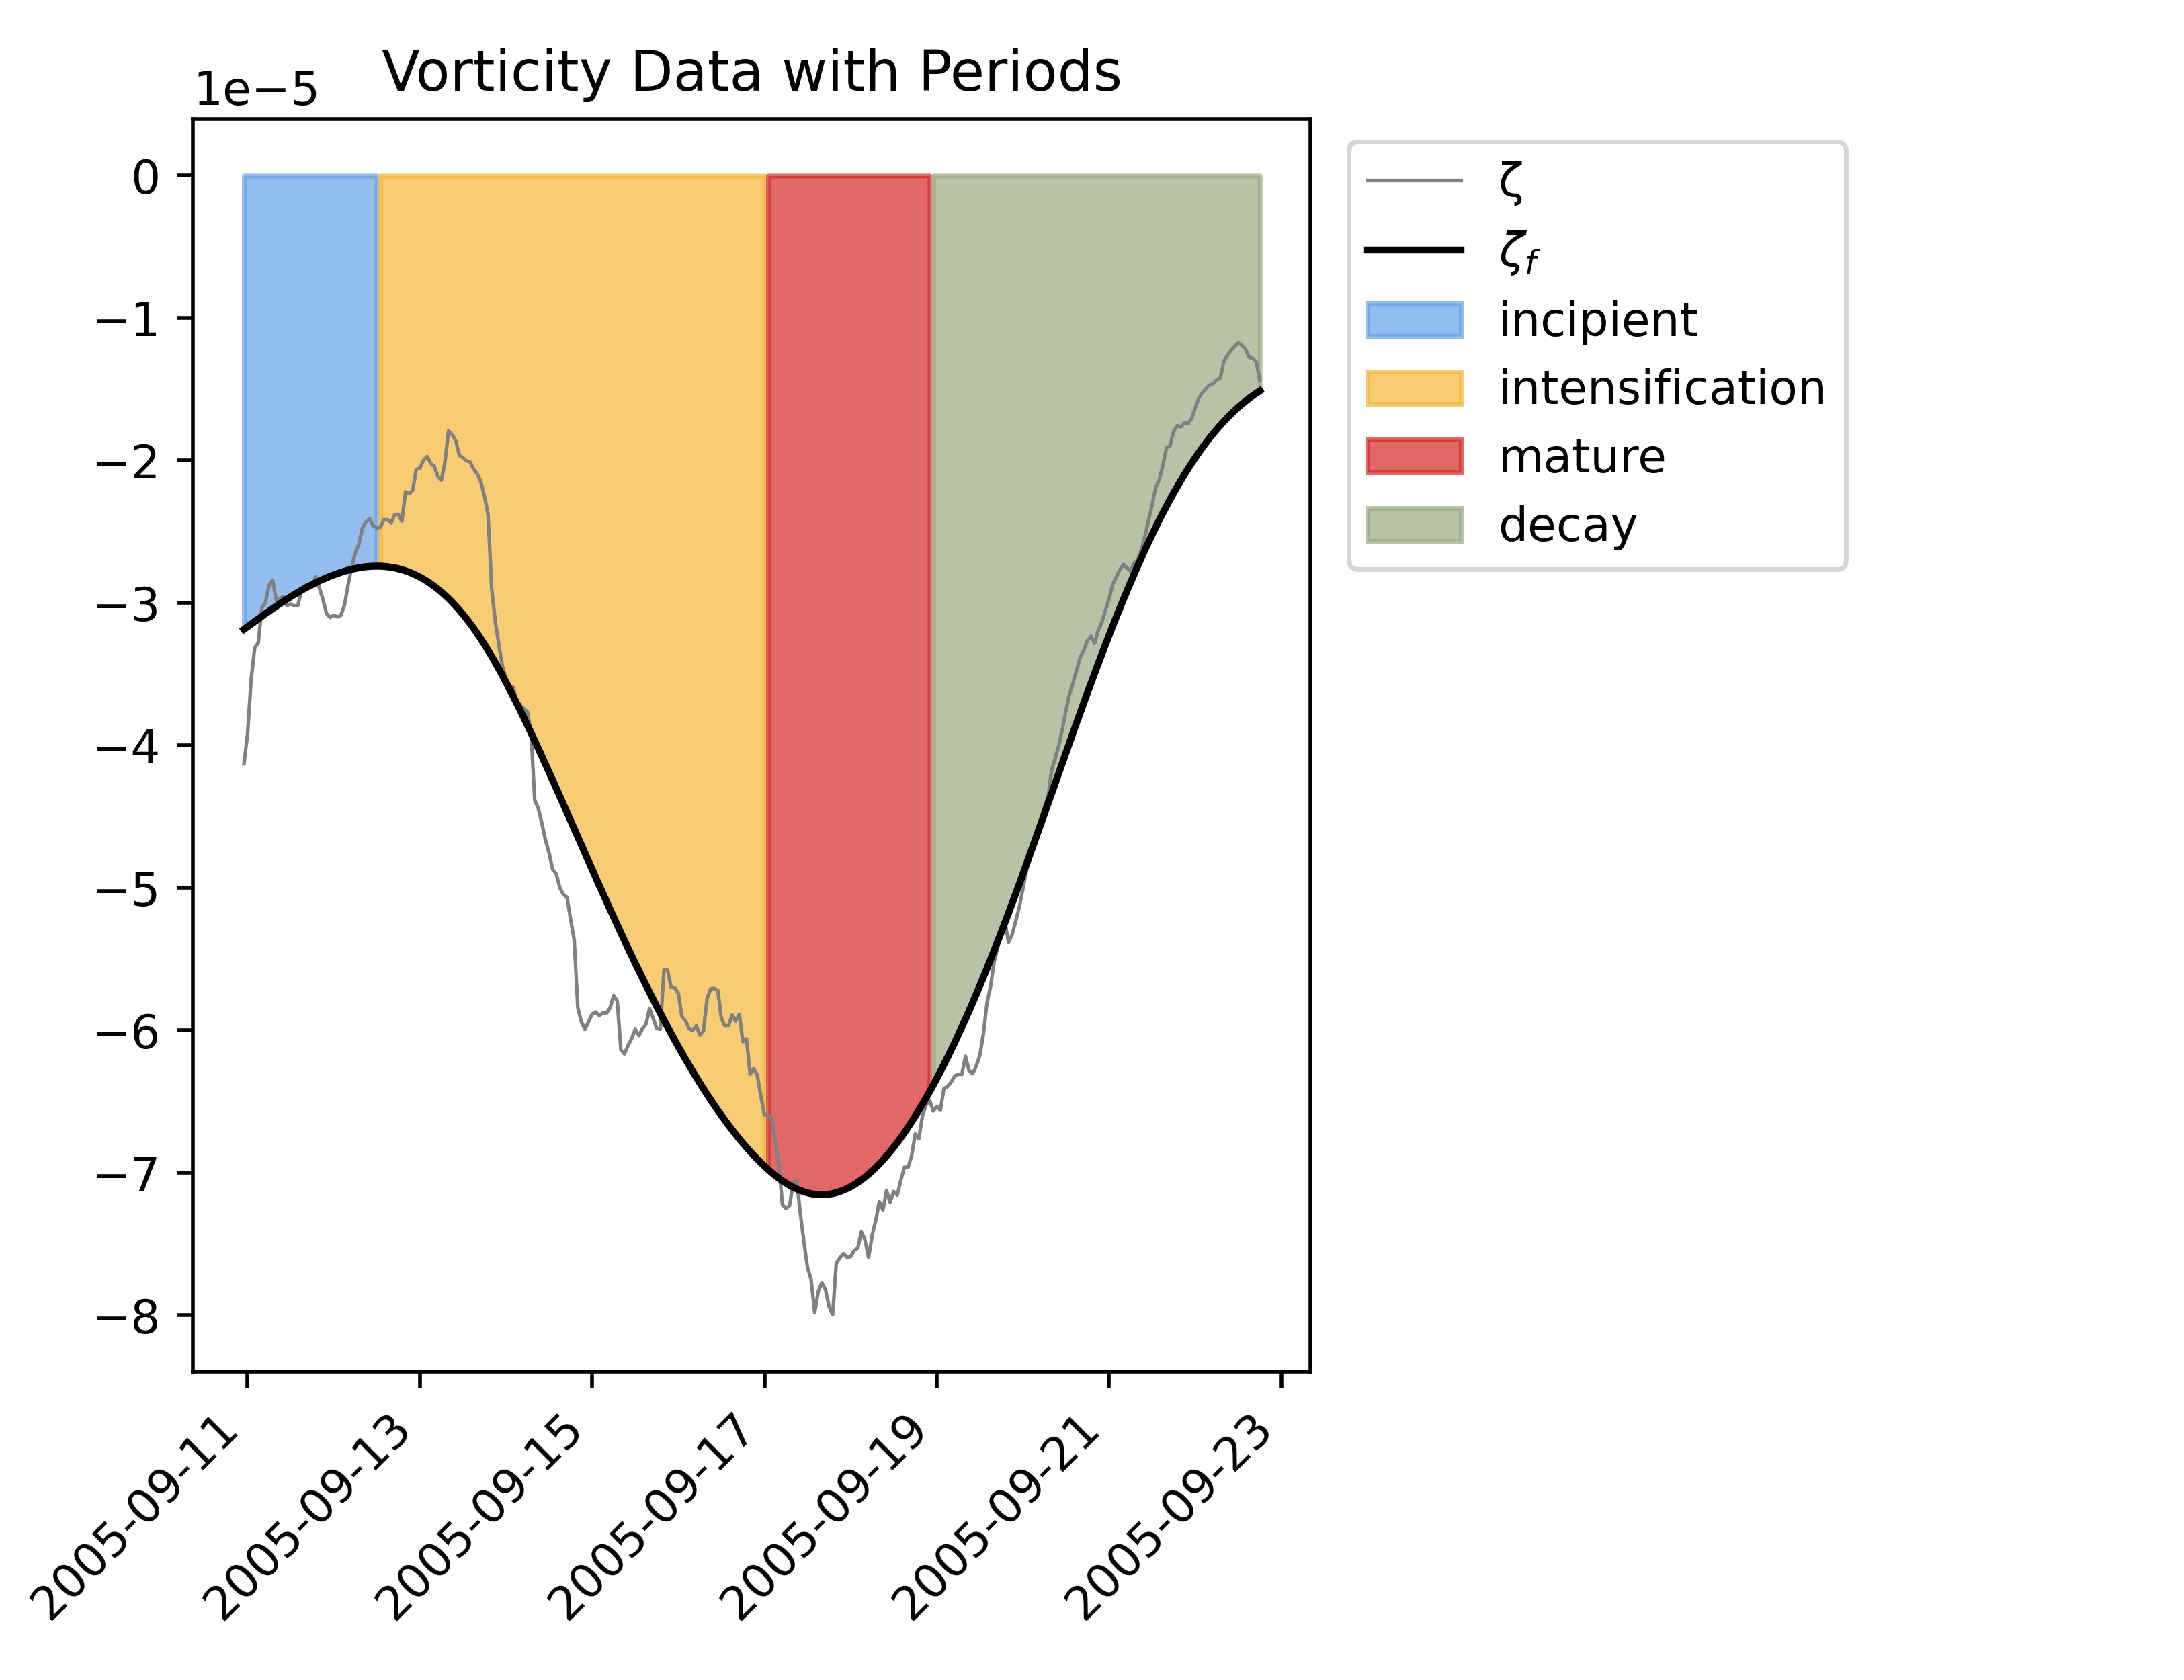 Vorticity Data with Periods
1e−5
0
−1
−2
−3
−4
−5
−6
−7
−8
2005-09-11
2005-09-13
2005-09-15
2005-09-17
2005-09-19
2005-09-21
2005-09-23
ζ
ζf
incipient
intensification
mature
decay